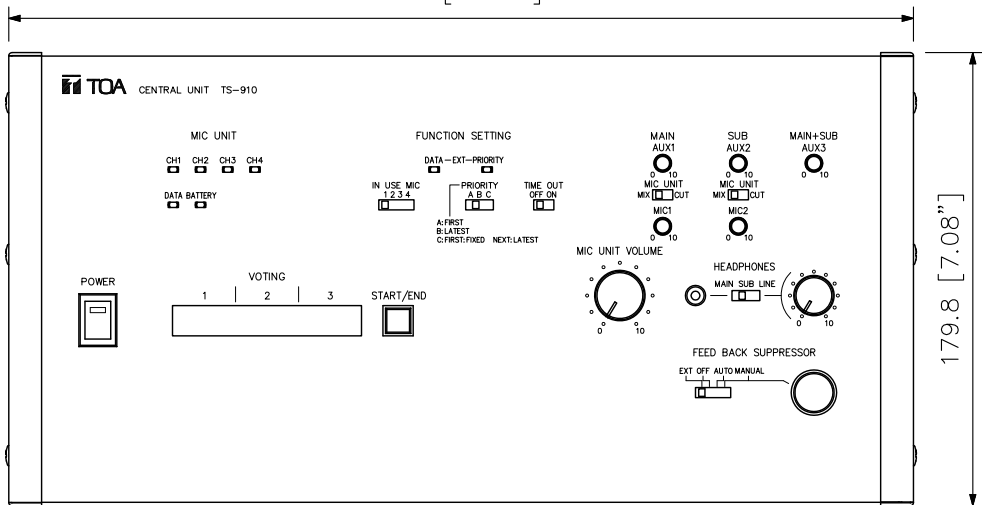 TOA CENTRAL UNIT TS-910
MIC UNIT
CH1 CH2 CH3 CH4
DATA BATTERY
FUNCTION SETTING
DATA-EXT-PRIORITY
IN USE MIC
1 2 3 4
PRIORITY
A B C
TIME OUT
OFF ON
A:FIRST
B:LATEST
C:FIRST:FIXED NEXT:LATEST
MAIN
AUX1
0 10
SUB
AUX2
0 10
MAIN+SUB
AUX3
0 10
MIC UNIT
MIX CUT
MIC UNIT
MIX CUT
MIC1
0 10
MIC2
0 10
MIC UNIT VOLUME
0 10
HEADPHONES
MAIN SUB LINE
0 10
POWER
VOTING
1 2 3
START/END
FEED BACK SUPPRESSOR
EXT OFF AUTO MANUAL
179.8 [7.08"]